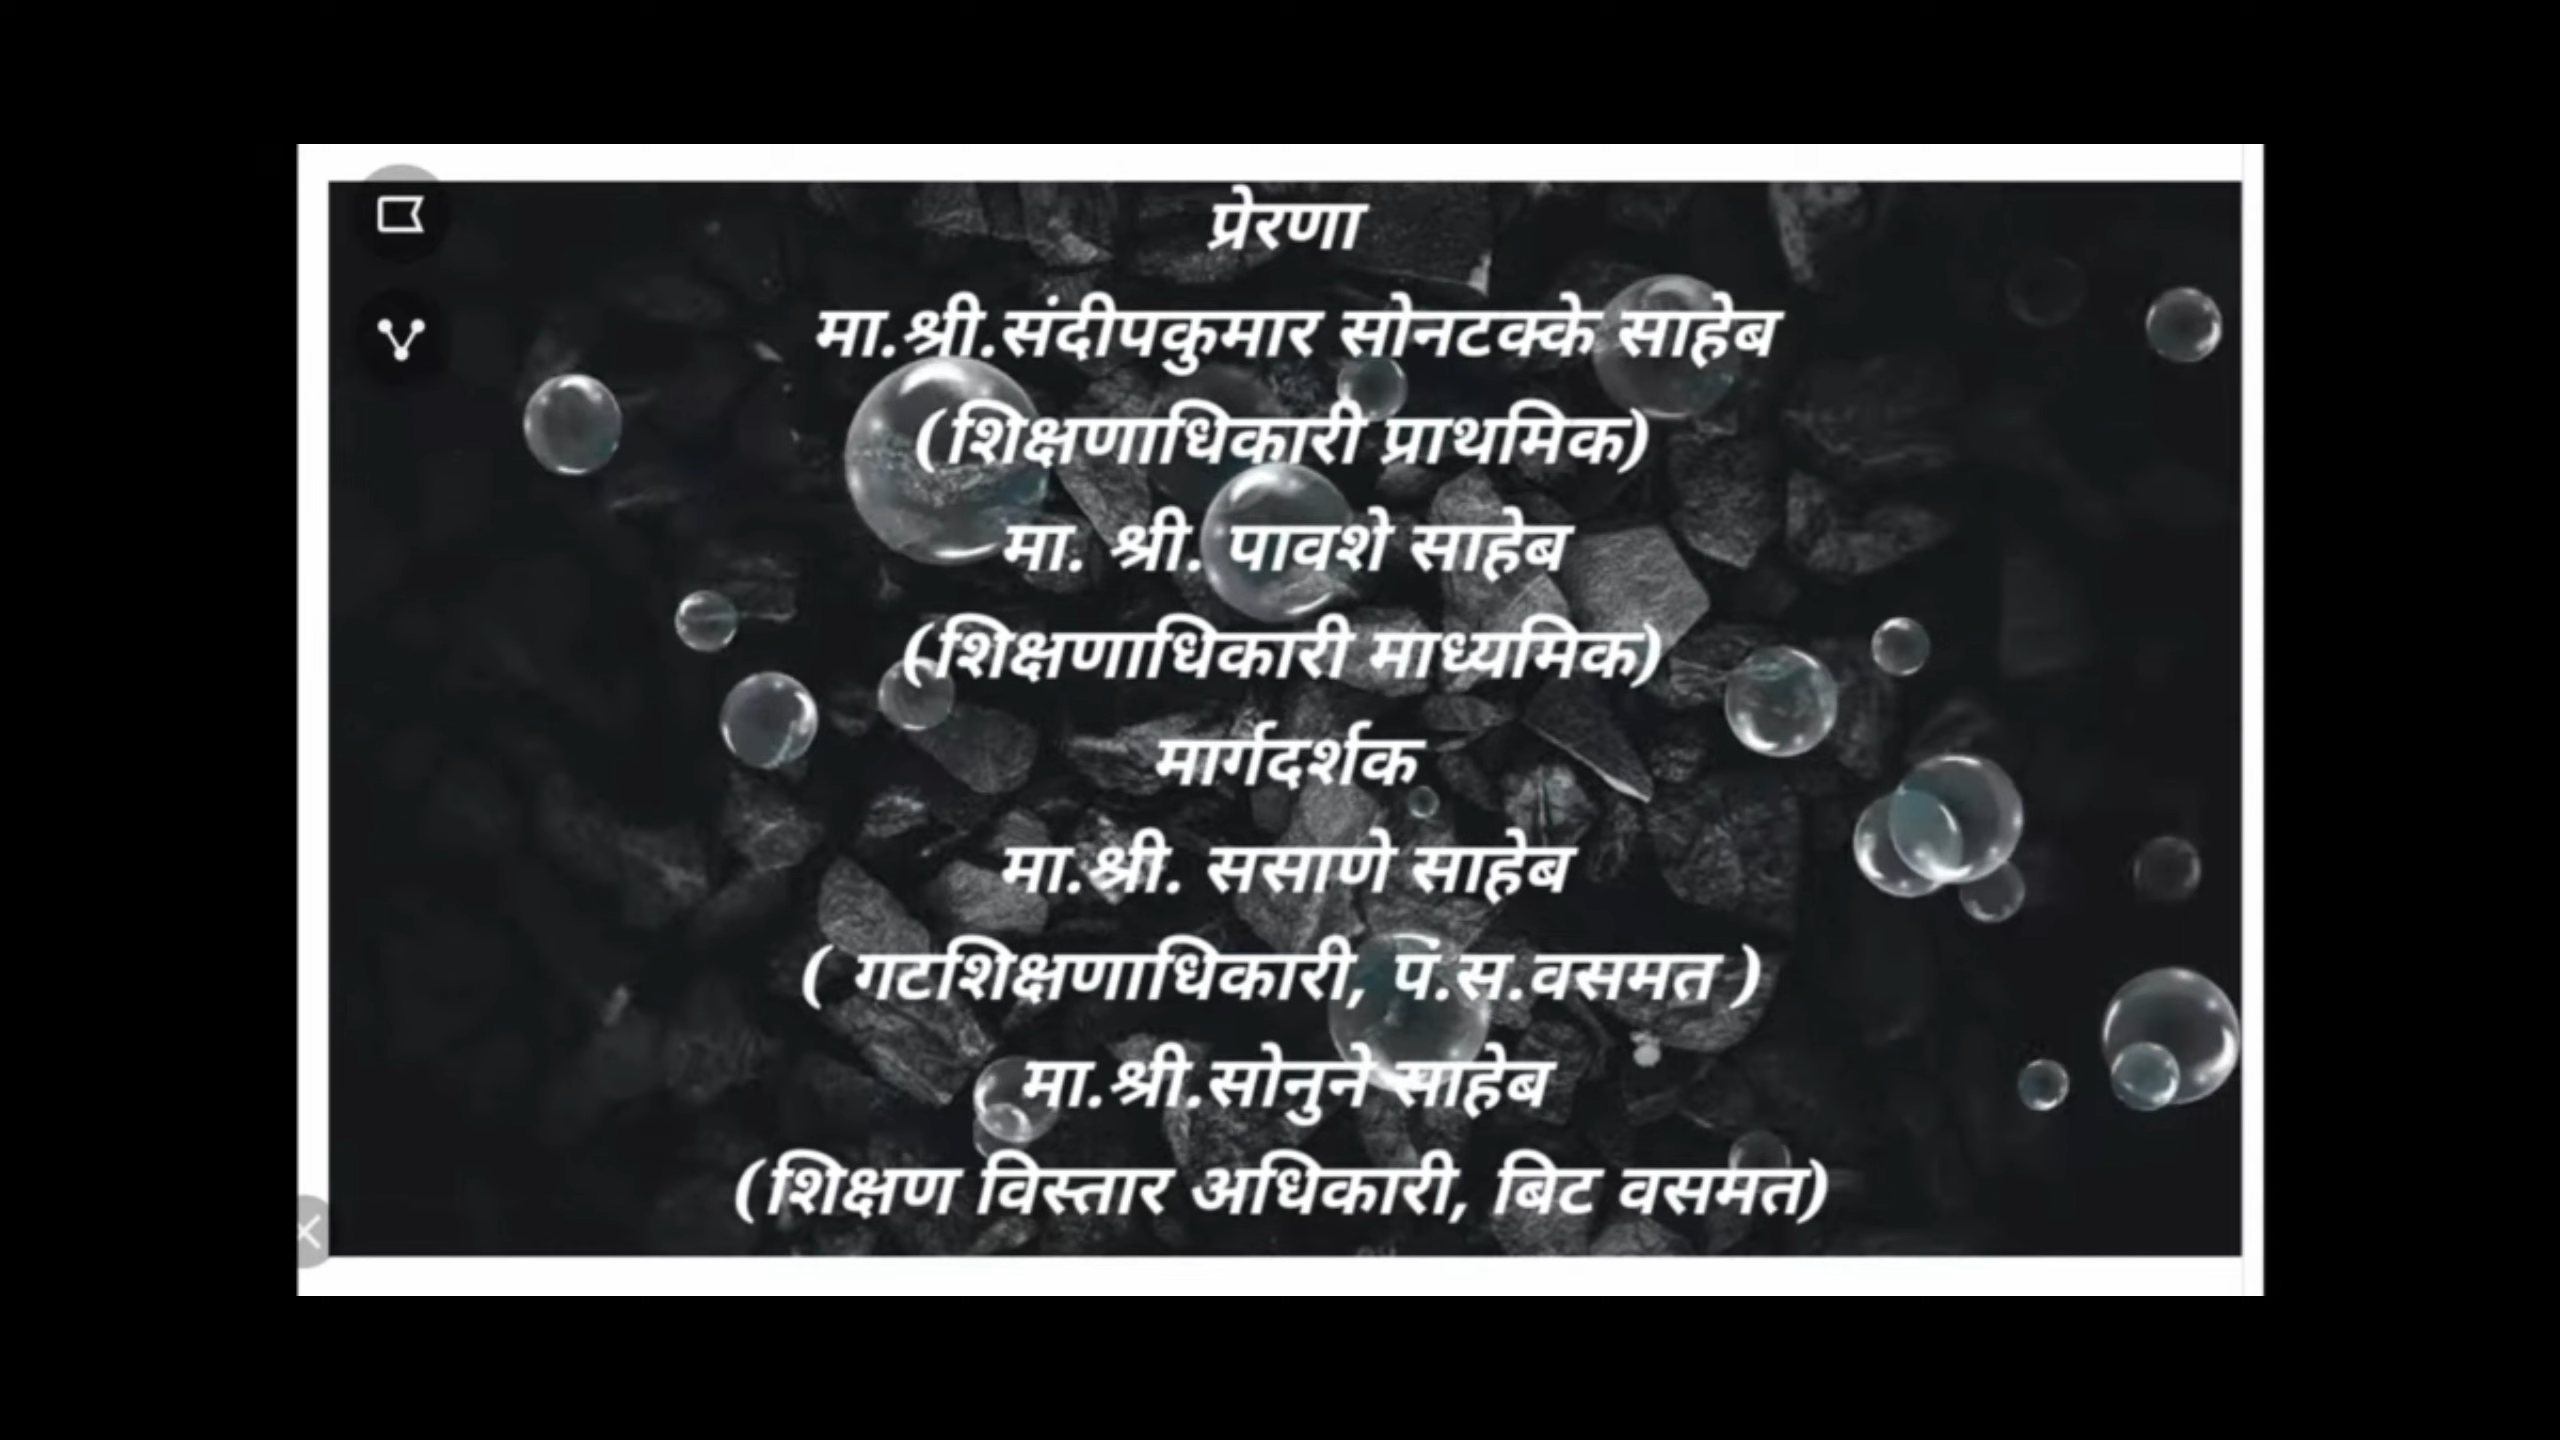 प्रेरणा
मा.श्री.संदीपकुमार सोनटक्के साहेब
(शिक्षणाधिकारी प्राथमिक)
मा. श्री. पावशे साहेब
(शिक्षणाधिकारी माध्यमिक)
मार्गदर्शक
मा.श्री. ससाणे साहेब
( गटशिक्षणाधिकारी, पं.स.वसमत )
मा.श्री.सोनुने साहेब
(शिक्षण विस्तार अधिकारी, बिट वसमत)